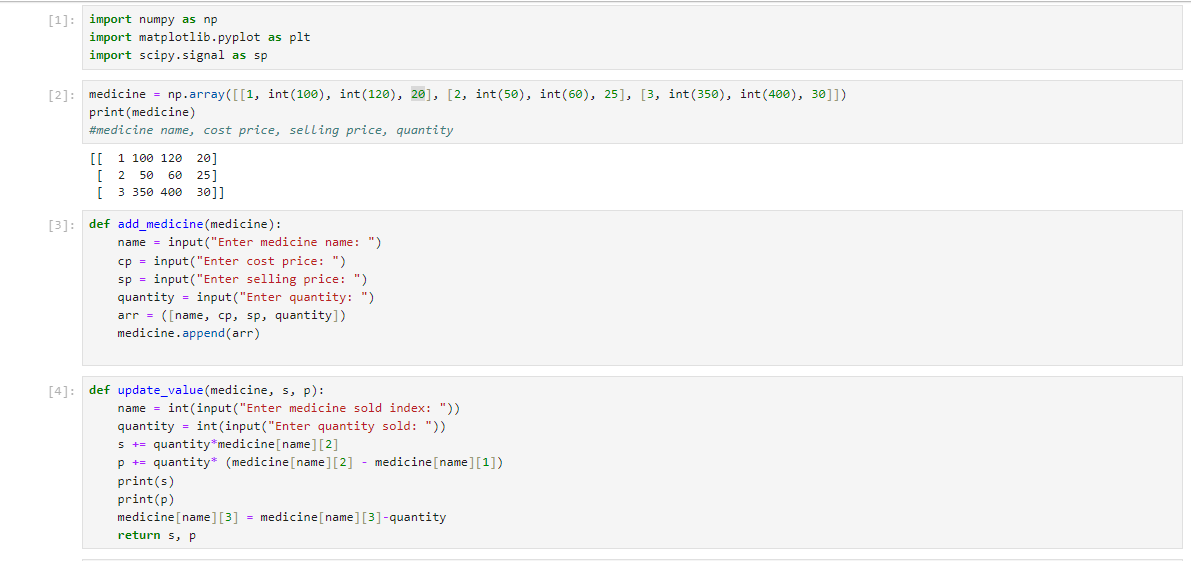 [1]: import numpy as np
import matplotlib.pyplot as plt
import scipy.signal as sp
[2]: medicine = np.array([[1, int(100), int(120), 20], [2, int(50), int(60), 25], [3, int(350), int(400), 30]])
print(medicine)
#medicine name, cost price, selling price, quantity
[[  1 100 120  20]
 [  2  50  60  25]
 [  3 350 400  30]]
[3]: def add_medicine(medicine):
    name = input("Enter medicine name: ")
    cp = input("Enter cost price: ")
    sp = input("Enter selling price: ")
    quantity = input("Enter quantity: ")
    arr = ([name, cp, sp, quantity])
    medicine.append(arr)
[4]: def update_value(medicine, s, p):
    name = int(input("Enter medicine sold index: "))
    quantity = int(input("Enter quantity sold: "))
    s += quantity*medicine[name][2]
    p += quantity* (medicine[name][2] - medicine[name][1])
    print(s)
    print(p)
    medicine[name][3] = medicine[name][3]-quantity
    return s, p